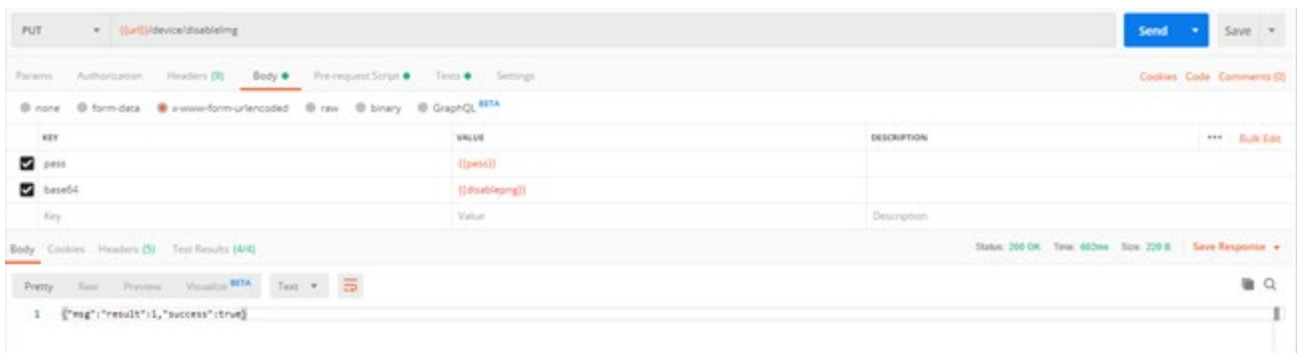 PUT {{url}}/device/disableImg Send Save
Params Authorization Headers (9) Body Pre-request Script Tests Settings Cookies Code Comments (0)
none form-data x-www-form-urlencoded raw binary GraphQL BETA
KEY VALUE DESCRIPTION ••• Bulk Edit
pass {{pass}}
base64 {{disablepng}}
Key Value Description
Body Cookies Headers (5) Test Results (4/4) Status: 200 OK Time: 602ms Size: 220 B Save Response
Pretty Raw Preview Visualize BETA Text
1 {"msg":"result":1,"success":true}